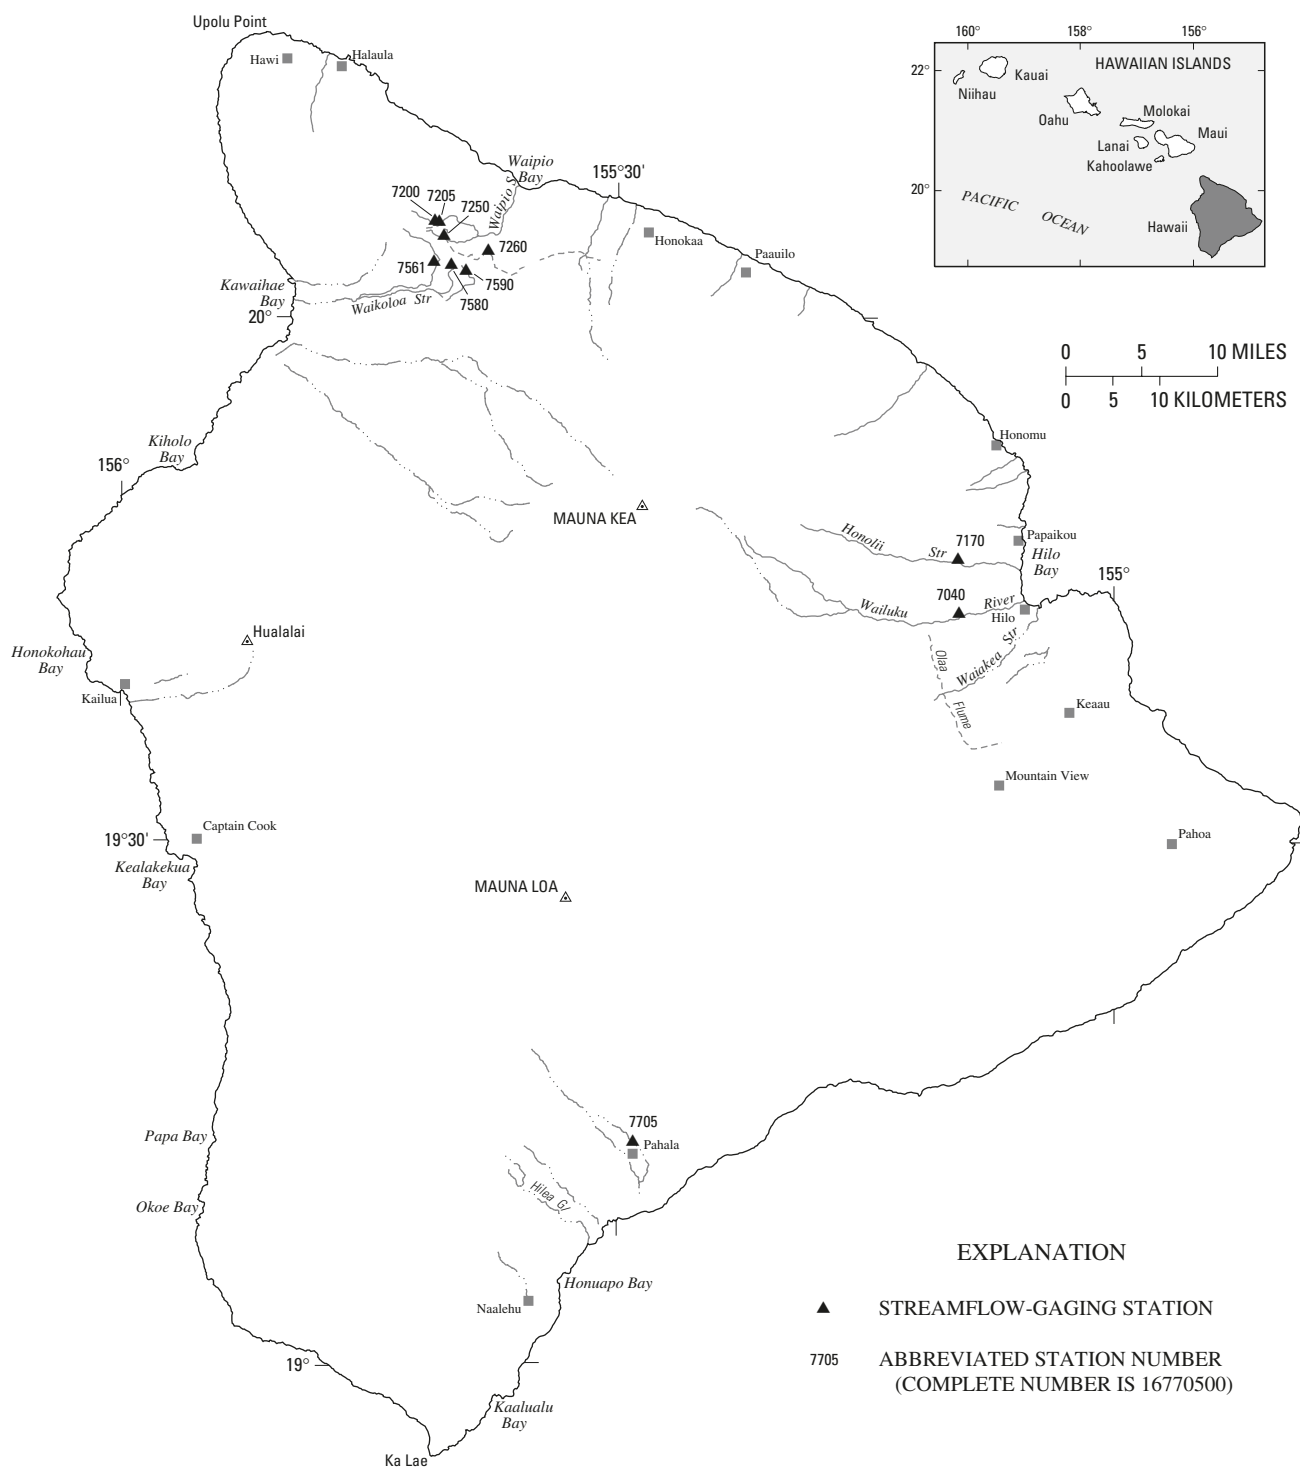 Upolu Point
Hawi
Halaula
160°
158°
156°
22°
20°
HAWAIIAN ISLANDS
Kauai
Niihau
Oahu
Molokai
Lanai
Maui
Kahoolawe
Hawaii
PACIFIC OCEAN
Waipio
Bay
155°30'
7200
7205
7250
Waipio S
7260
Honokaa
Paauilo
7561
7590
7580
Kawaihae
Bay
Waikoloa Str
20°
0 5 10 MILES
0 5 10 KILOMETERS
Kiholo
Bay
156°
Honomu
MAUNA KEA
Honolii
Str
7170
Papaikou
Hilo
Bay
155°
7040
Wailuku
River
Hilo
Hualalai
Honokohau
Bay
Kailua
Olaa
Flume
Waiakea Str
Keaau
Mountain View
Captain Cook
19°30'
Kealakekua
Bay
Pahoa
MAUNA LOA
7705
Pahala
Papa Bay
Okoe Bay
Hilea Gl
Honuapo Bay
Naalehu
19°
Kaalualu
Bay
Ka Lae
EXPLANATION
STREAMFLOW-GAGING STATION
7705 ABBREVIATED STATION NUMBER
(COMPLETE NUMBER IS 16770500)